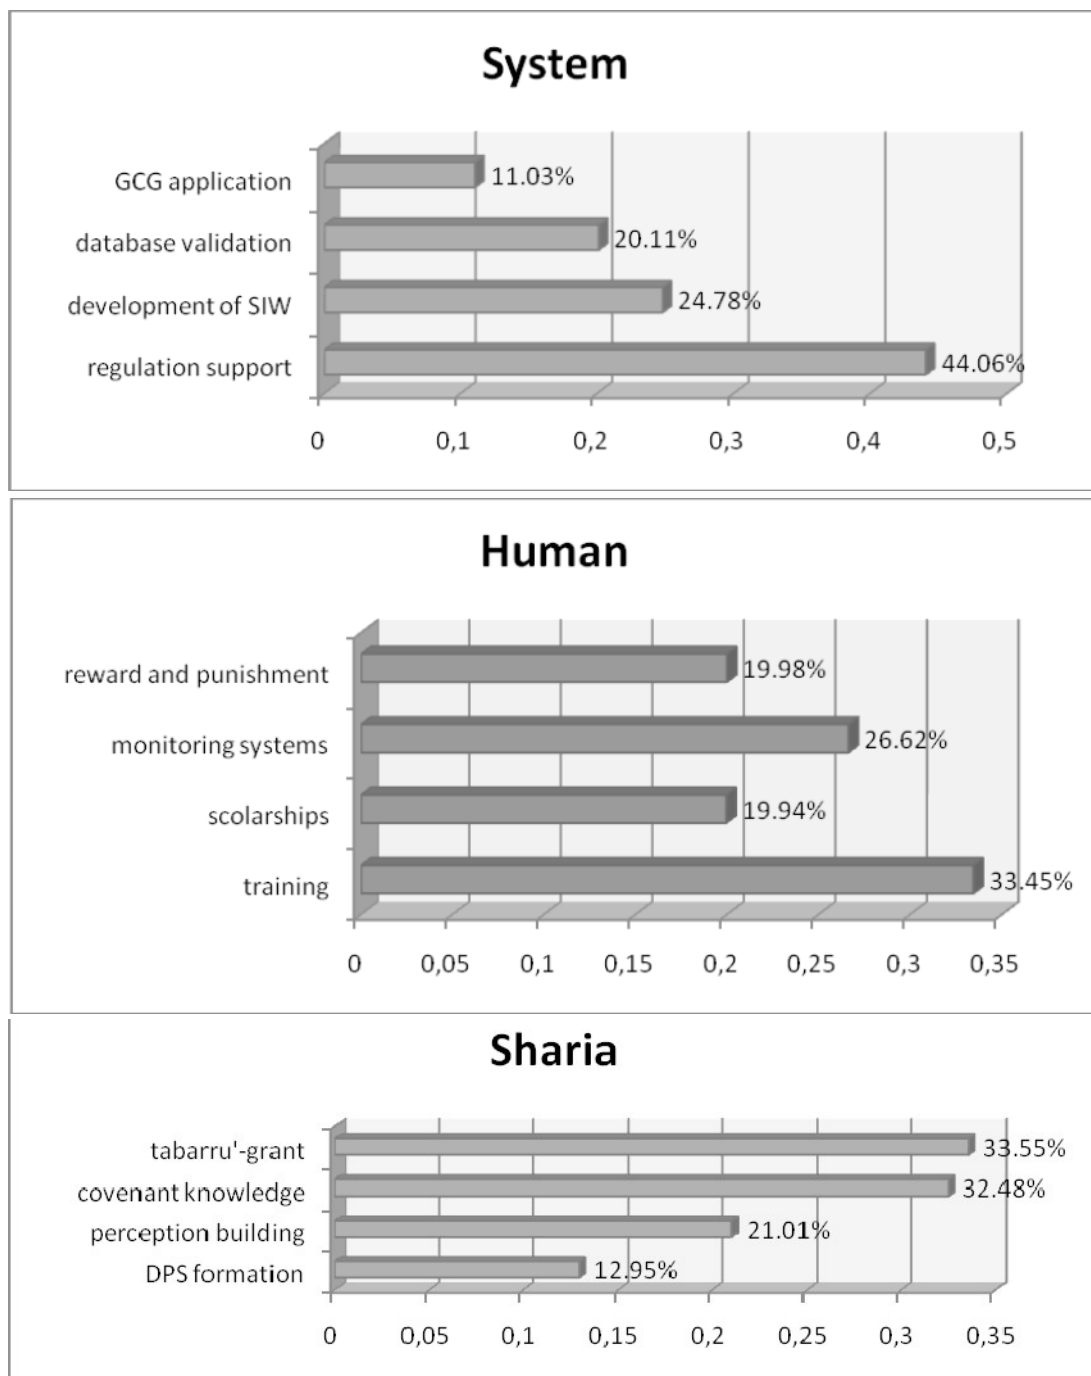 System
GCG application 11.03%
database validation 20.11%
development of SIW 24.78%
regulation support 44.06%
0 0,1 0,2 0,3 0,4 0,5
Human
reward and punishment 19.98%
monitoring systems 26.62%
scolarships 19.94%
training 33.45%
0 0,05 0,1 0,15 0,2 0,25 0,3 0,35
Sharia
tabarru'-grant 33.55%
covenant knowledge 32.48%
perception building 21.01%
DPS formation 12.95%
0 0,05 0,1 0,15 0,2 0,25 0,3 0,35